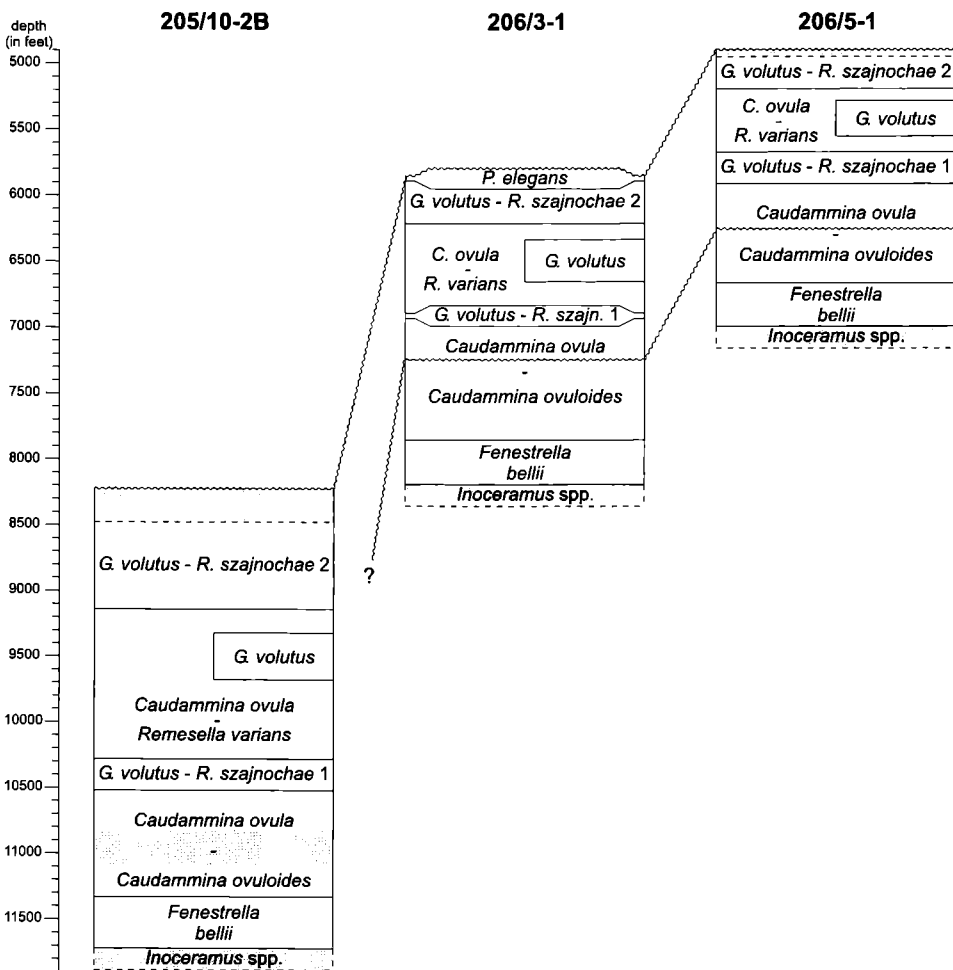 205/10-2B
206/3-1
206/5-1
depth
(in feet)
5000
5500
6000
6500
7000
7500
8000
8500
9000
9500
10000
10500
11000
11500
G. volutus - R. szajnochae 2
G. volutus
Caudammina ovula
-
Remesella varians
G. volutus - R. szajnochae 1
Caudammina ovula
-
Caudammina ovuloides
Fenestrella
bellii
Inoceramus spp.
?
P. elegans
G. volutus - R. szajnochae 2
C. ovula
-
R. varians
G. volutus
G. volutus - R. szajn. 1
Caudammina ovula
-
Caudammina ovuloides
Fenestrella
bellii
Inoceramus spp.
G. volutus - R. szajnochae 2
C. ovula
-
R. varians
G. volutus
G. volutus - R. szajnochae 1
Caudammina ovula
-
Caudammina ovuloides
Fenestrella
bellii
Inoceramus spp.